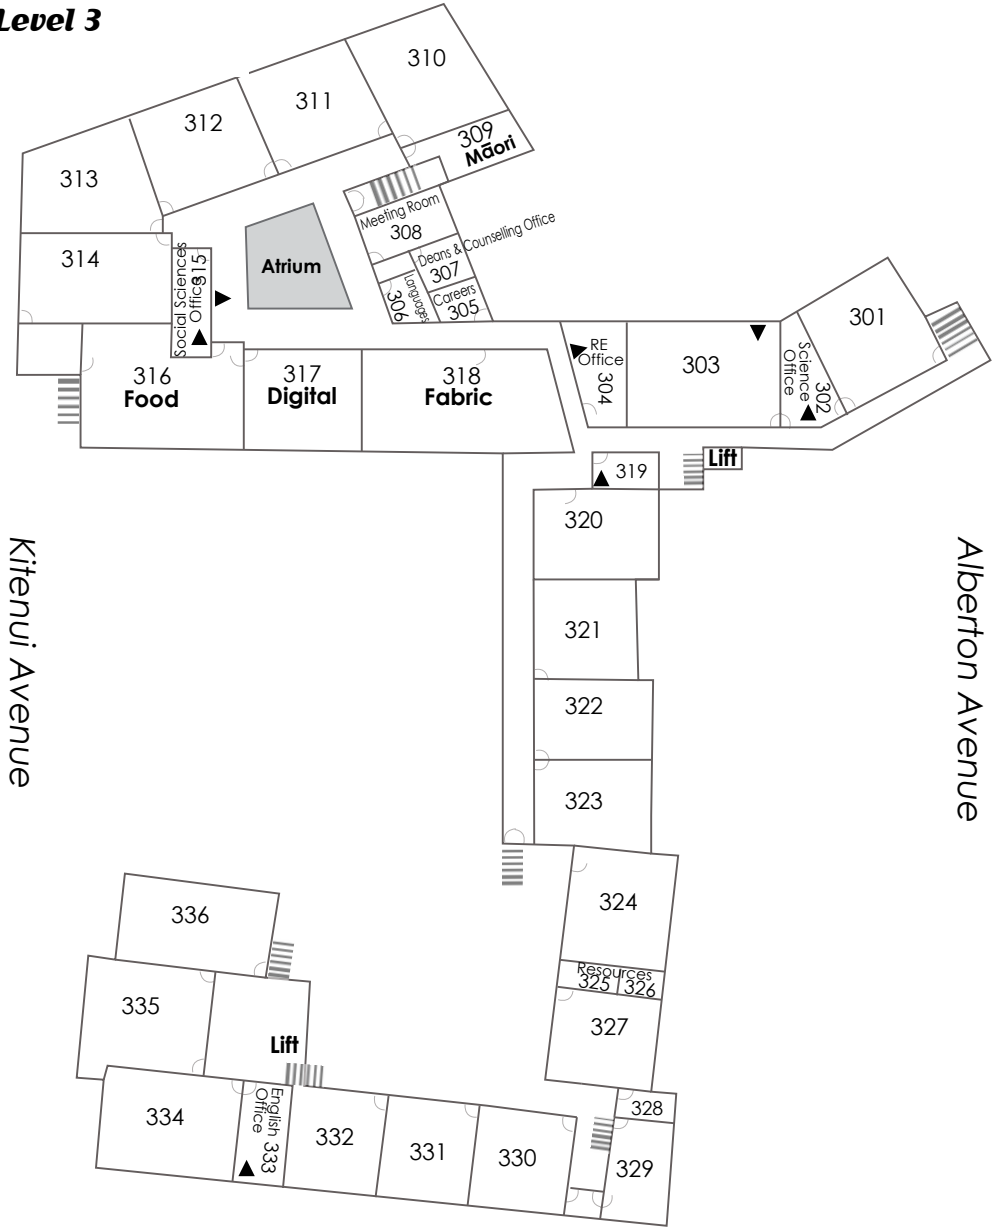 Level 3
310
311
312
309
Māori
313
Meeting Room
308
314
Social Sciences
Office
315
Atrium
Deans & Counselling Office
307
Languages
306
Careers
305
301
RE
Office
304
303
Science
Office
302
316
Food
317
Digital
318
Fabric
Lift
319
320
Kitenui Avenue
Alberton Avenue
321
322
323
324
336
Resources
325
326
335
327
Lift
328
334
English
Office
333
332
331
330
329